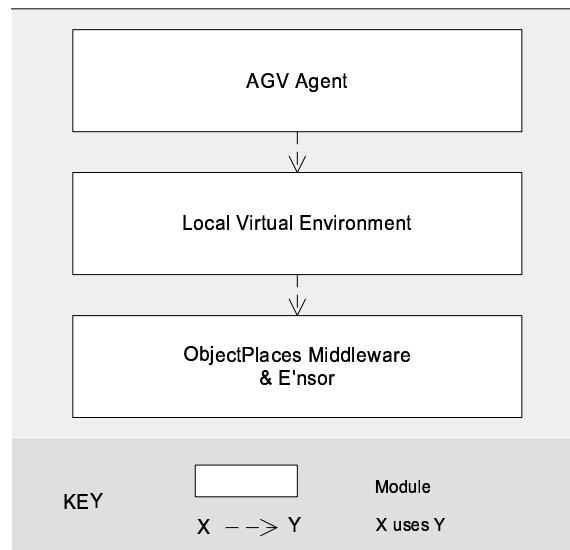 AGV Agent
Local Virtual Environment
ObjectPlaces Middleware
& E'nsor
KEY
Module
X --> Y
X uses Y